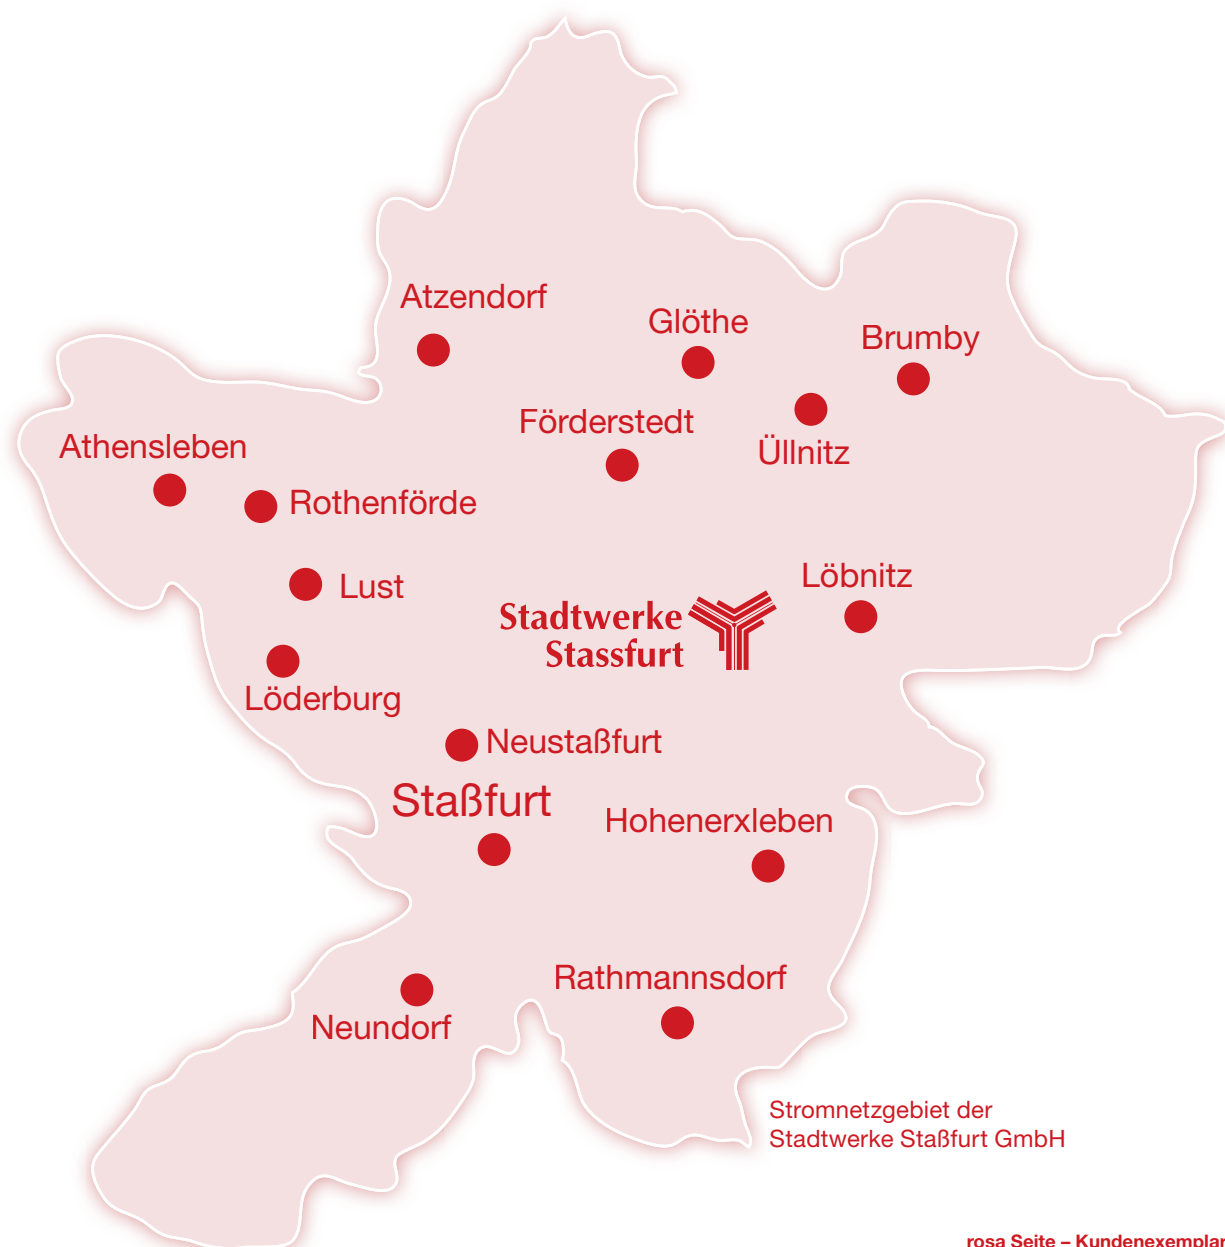 Atzendorf
Glöthe
Brumby
Förderstedt
Üllnitz
Athensleben
Rothenförde
Lust
Löbnitz
Stadtwerke
Stassfurt
Löderburg
Neustaßfurt
Staßfurt
Hohenerxleben
Rathmannsdorf
Neundorf
Stromnetzgebiet der
Stadtwerke Staßfurt GmbH
rosa Seite – Kundenexemplar